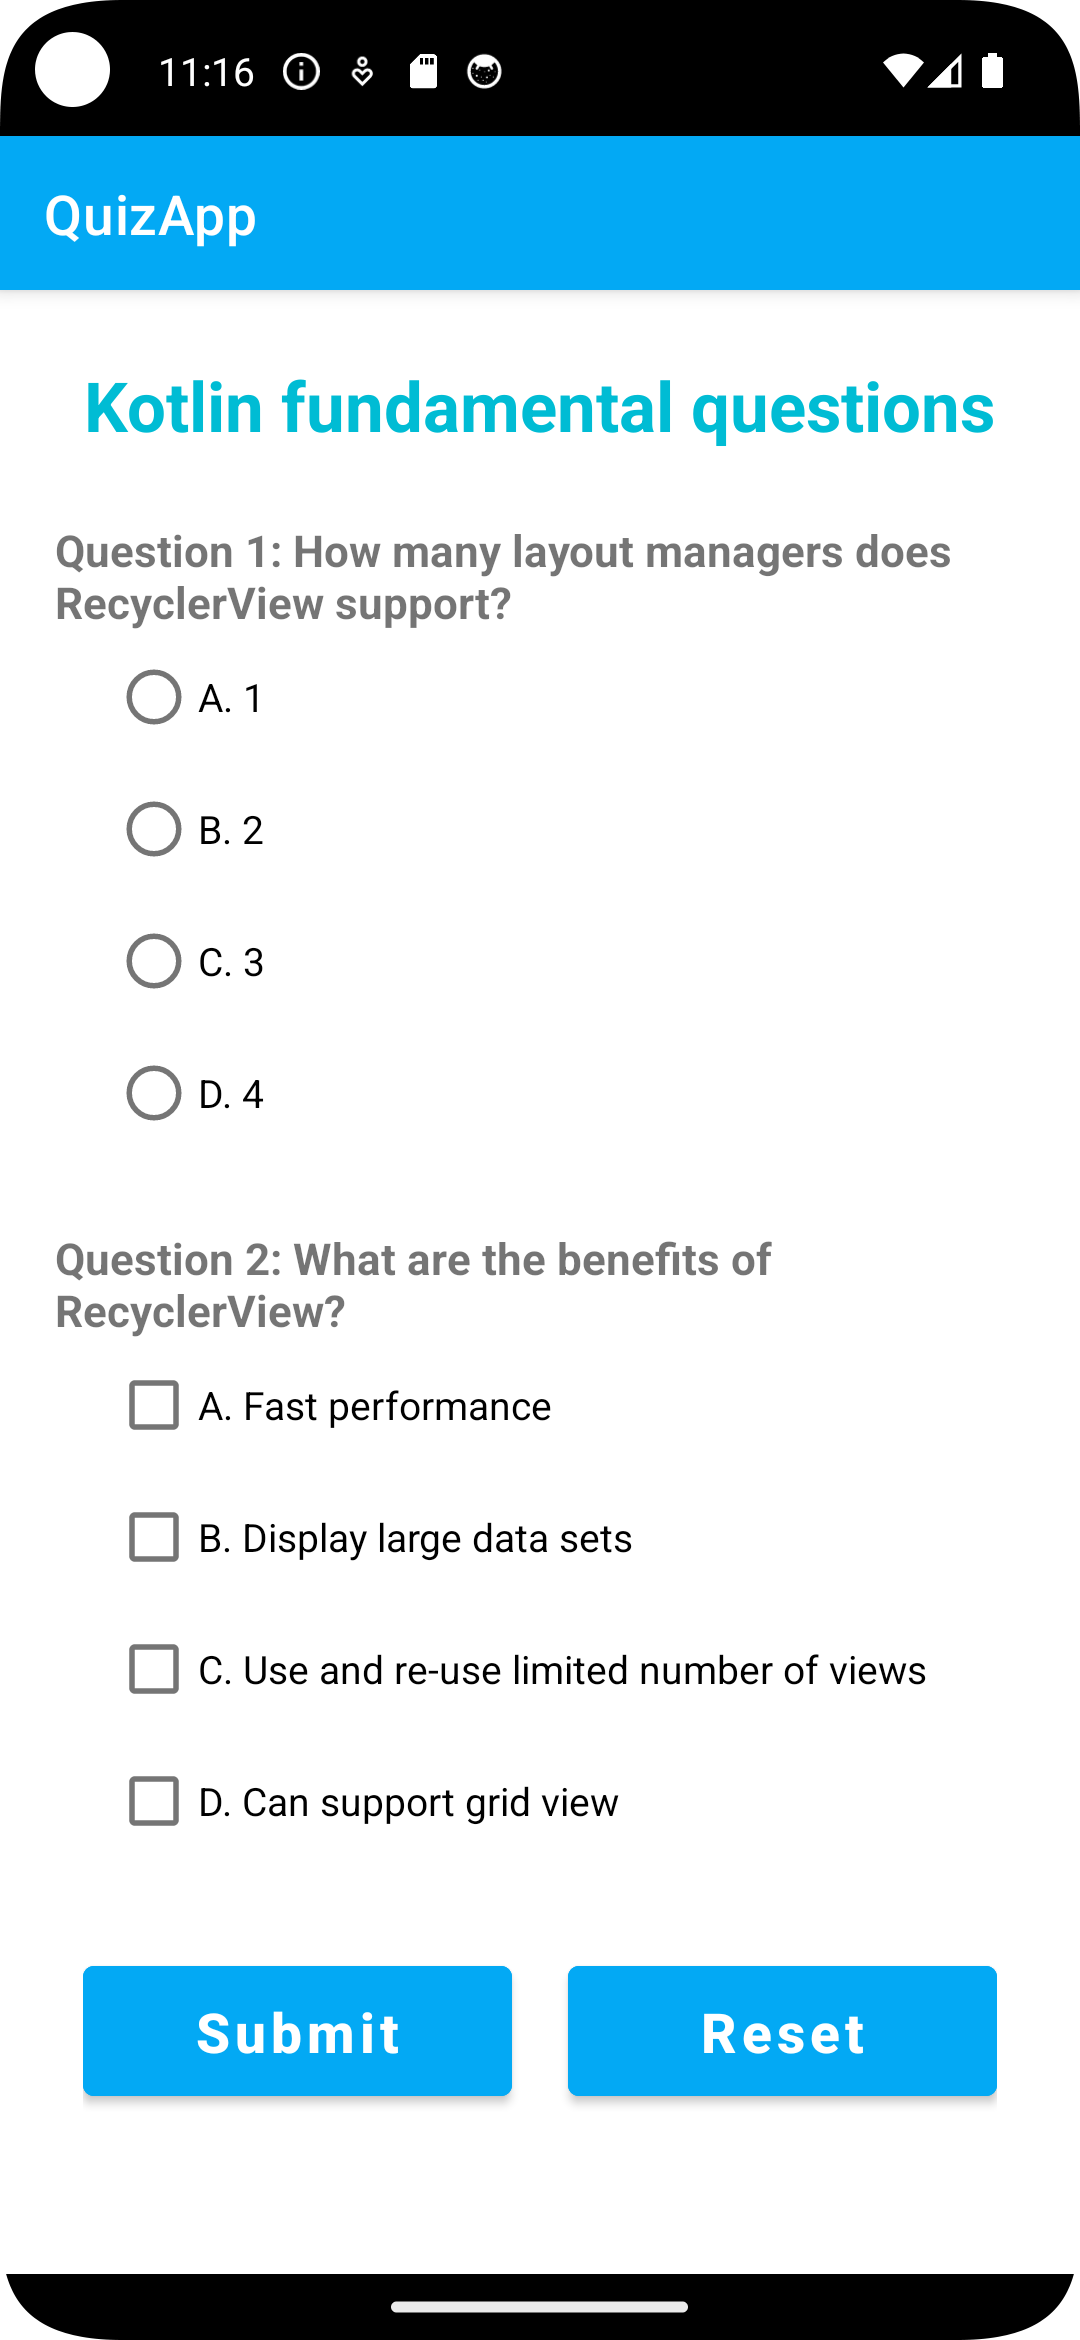 11:16
QuizApp
Kotlin fundamental questions
Question 1: How many layout managers does
RecyclerView support?
A. 1
B. 2
C. 3
D. 4
Question 2: What are the benefits of
RecyclerView?
A. Fast performance
B. Display large data sets
C. Use and re-use limited number of views
D. Can support grid view
Submit Reset